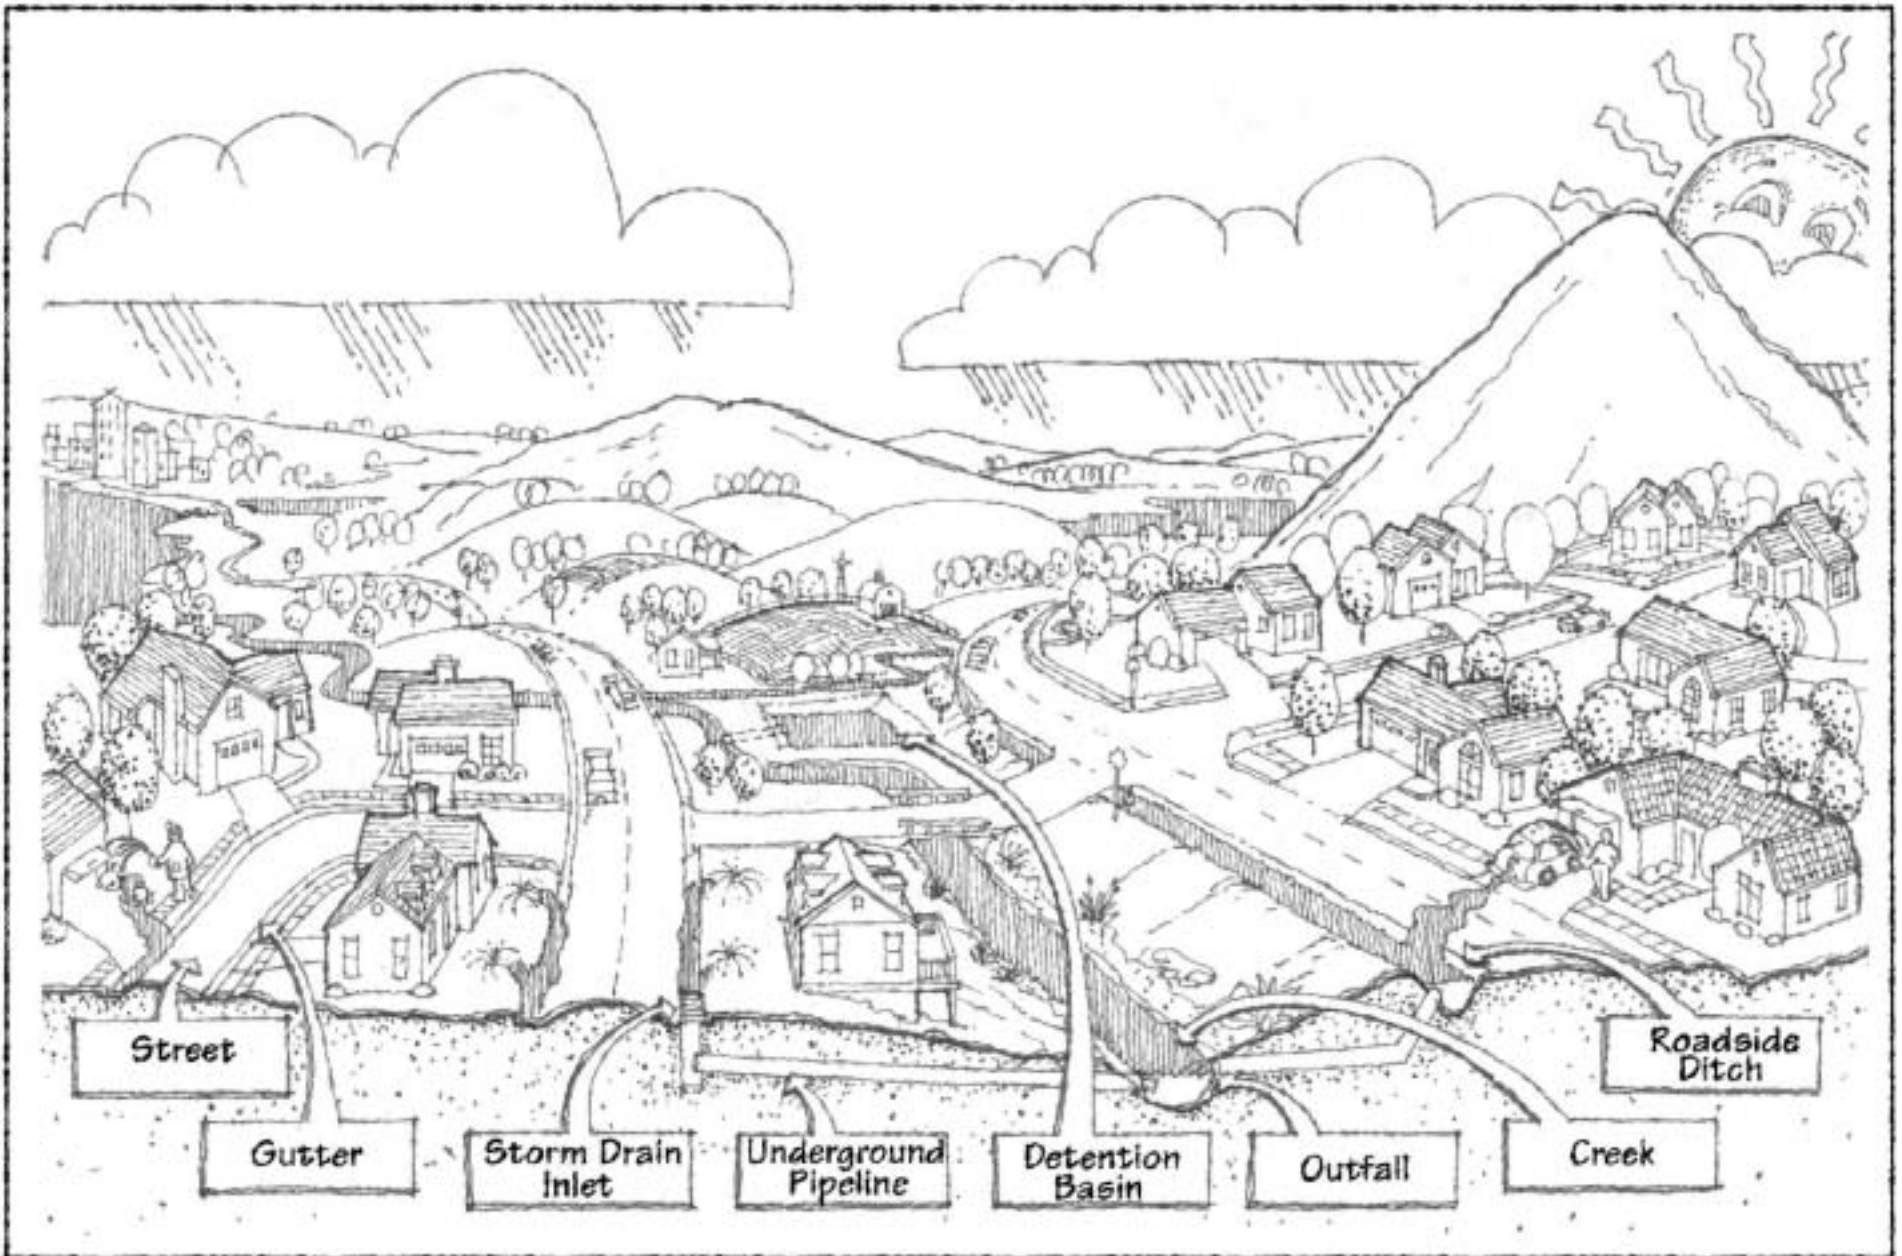 Street
Gutter
Storm Drain
Inlet
Underground
Pipeline
Detention
Basin
Outfall
Creek
Roadside
Ditch